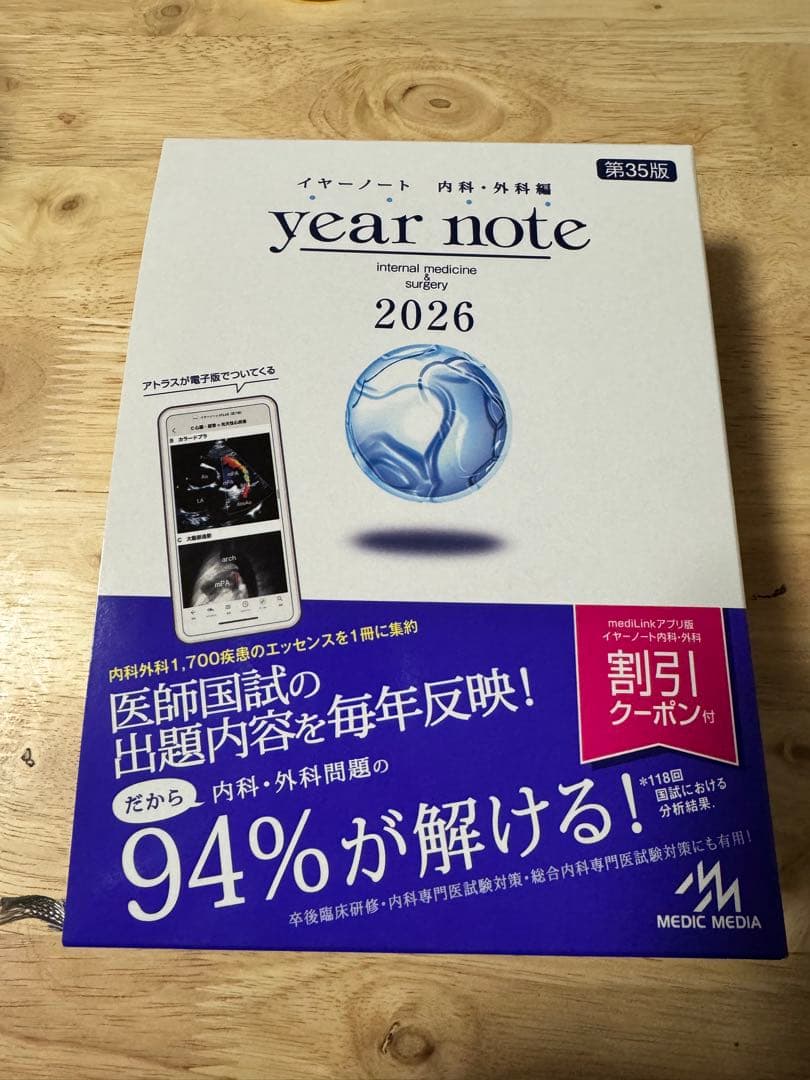 第35版
イヤーノート 内科・外科編
year note
internal medicine
&
surgery
2026
アトラスが電子版でついてくる
B カラードプラ
Ao
mPA
rPA
LA
C 大動脈造影
arch
mPA
mediLinkアプリ版
イヤーノート内科・外科
割引
クーポン付
内科外科1,700疾患のエッセンスを1冊に集約
医師国試の
出題内容を毎年反映!
だから
内科・外科問題の
94%が解ける!
*118回
国試における
分析結果.
卒後臨床研修・内科専門医試験対策・総合内科専門医試験対策にも有用!
MEDIC MEDIA